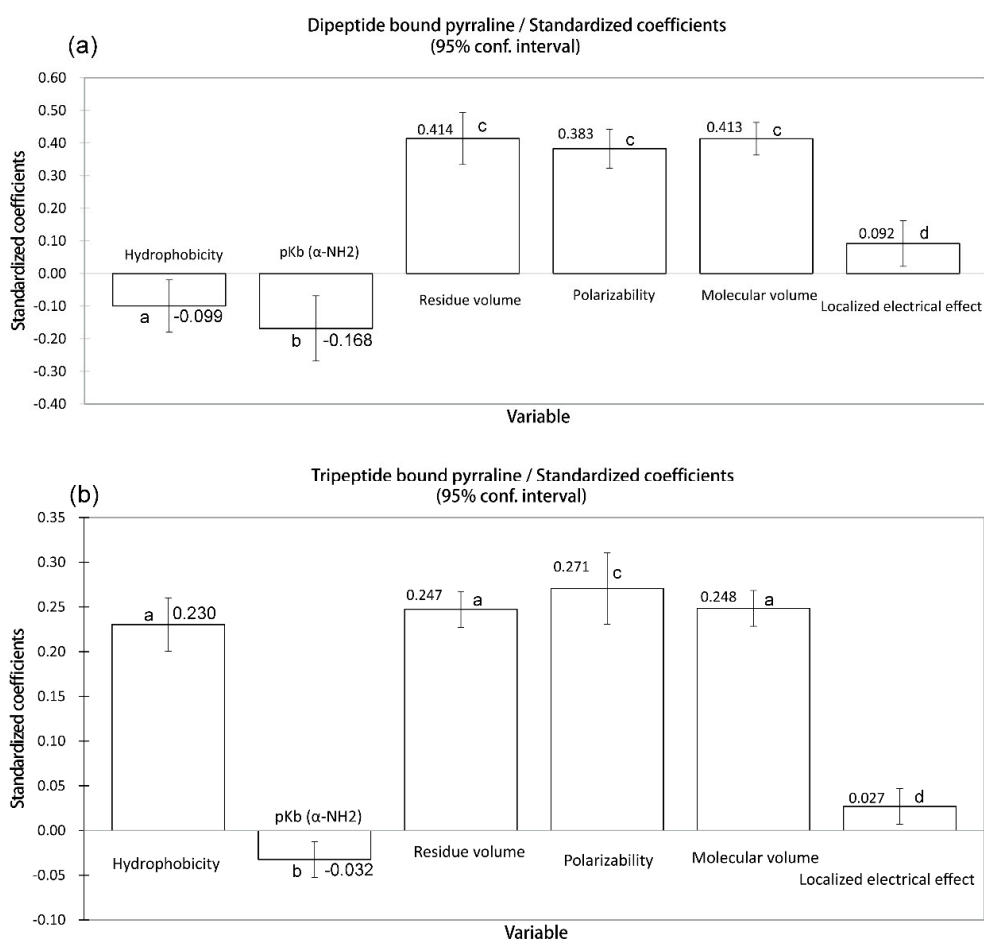 Dipeptide bound pyrraline / Standardized coefficients
(95% conf. interval)
(a)
Standardized coefficients
0.60
0.50
0.40
0.30
0.20
0.10
0.00
-0.10
-0.20
-0.30
-0.40
Hydrophobicity
a
-0.099
pKb (α-NH2)
b
-0.168
0.414
c
Residue volume
0.383
c
Polarizability
0.413
c
Molecular volume
0.092
d
Localized electrical effect
Variable
Tripeptide bound pyrraline / Standardized coefficients
(95% conf. interval)
(b)
Standardized coefficients
0.35
0.30
0.25
0.20
0.15
0.10
0.05
0.00
-0.05
-0.10
a
0.230
Hydrophobicity
pKb (α-NH2)
b
-0.032
0.247
a
Residue volume
0.271
c
Polarizability
0.248
a
Molecular volume
0.027
d
Localized electrical effect
Variable